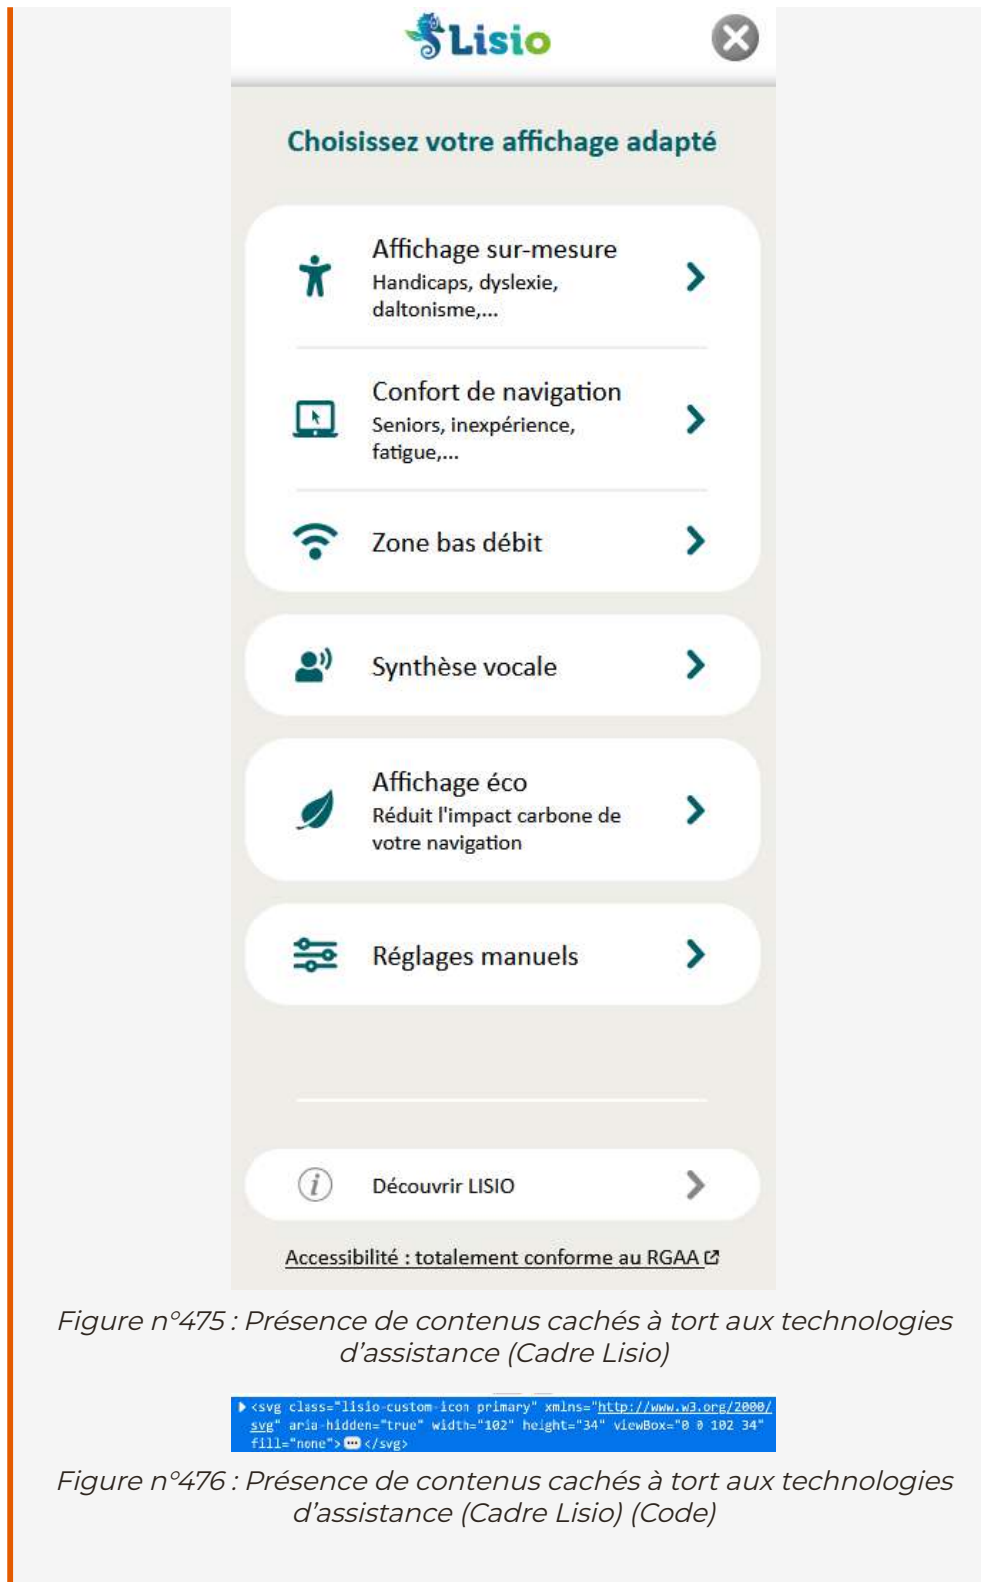 Lisio
Choisissez votre affichage adapté
Affichage sur-mesure
Handicaps, dyslexie,
daltonisme,...
Confort de navigation
Seniors, inexpérience,
fatigue,...
Zone bas débit
Synthèse vocale
Affichage éco
Réduit l'impact carbone de
votre navigation
Réglages manuels
Découvrir LISIO
Accessibilité : totalement conforme au RGAA
Figure n°475 : Présence de contenus cachés à tort aux technologies
d’assistance (Cadre Lisio)
<svg class="lisio-custom-icon primary" xmlns="http://www.w3.org/2000/
svg" aria-hidden="true" width="102" height="34" viewBox="0 0 102 34"
fill="none">⋯</svg>
Figure n°476 : Présence de contenus cachés à tort aux technologies
d’assistance (Cadre Lisio) (Code)